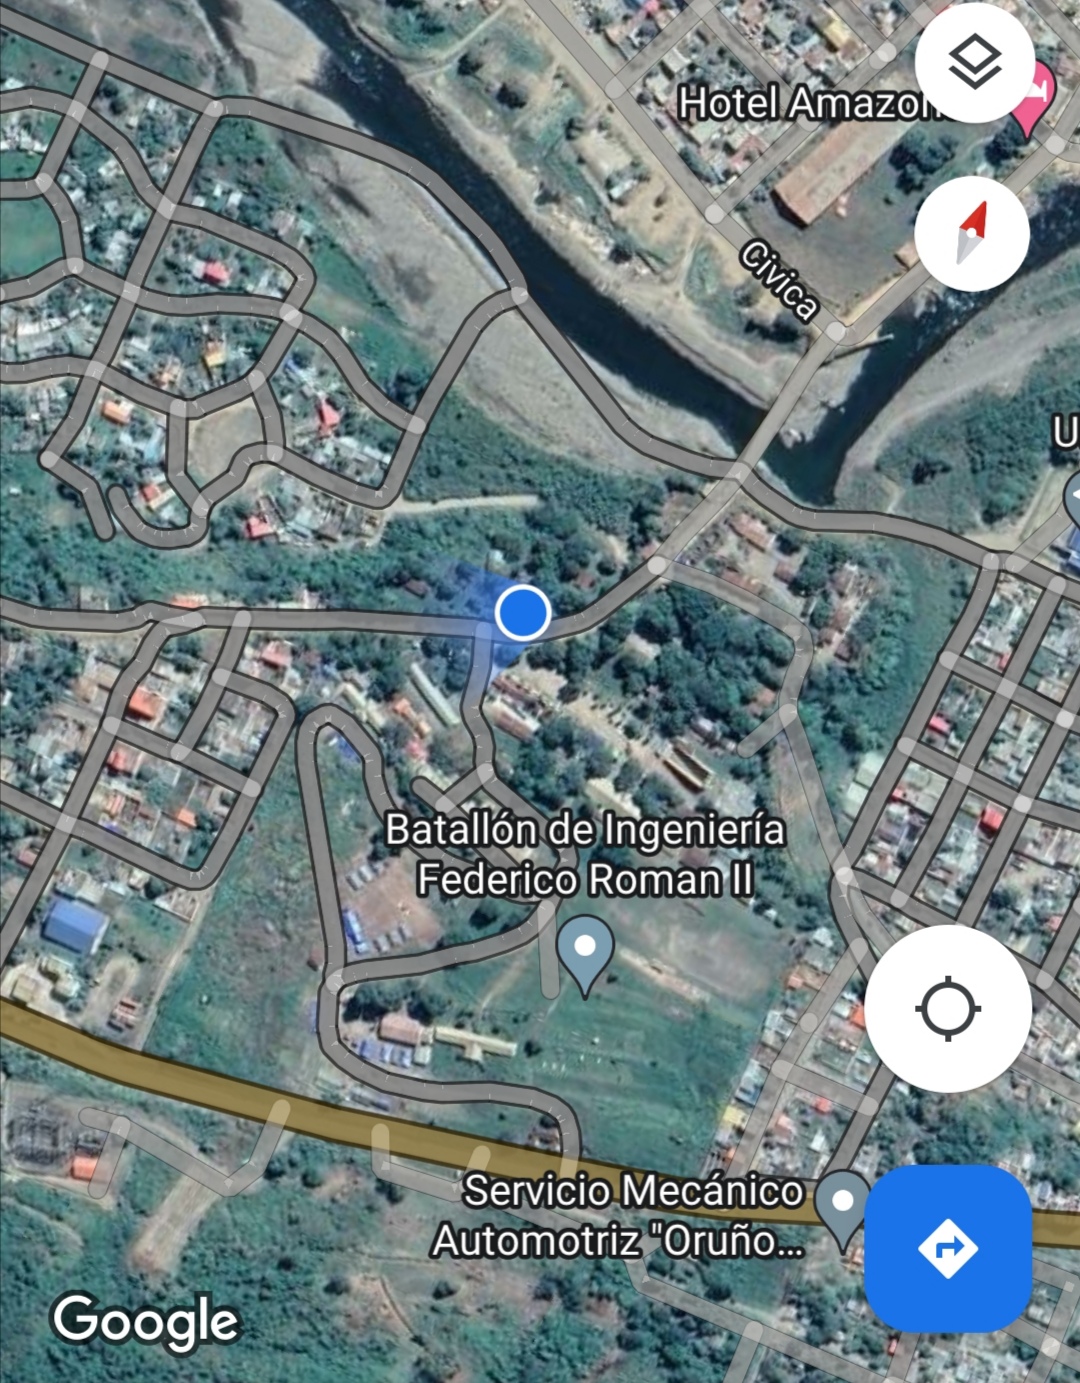 Hotel Amazon
Civica
U
Batallón de Ingeniería
Federico Roman II
Servicio Mecánico
Automotriz "Oruño...
Google